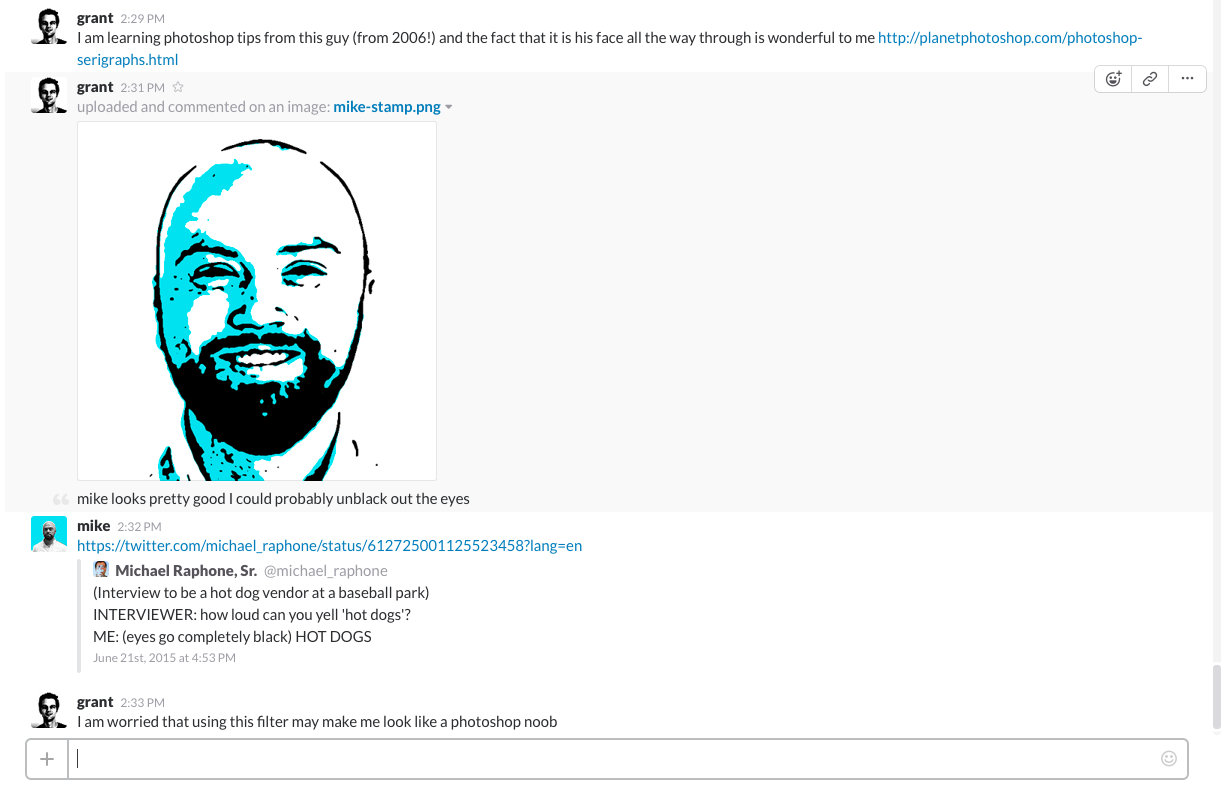 grant 2:29 PM
I am learning photoshop tips from this guy (from 2006!) and the fact that it is his face all the way through is wonderful to me http://planetphotoshop.com/photoshop-
serigraphs.html
grant 2:31 PM
uploaded and commented on an image: mike-stamp.png
mike looks pretty good I could probably unblack out the eyes
mike 2:32 PM
https://twitter.com/michael_raphone/status/612725001125523458?lang=en
Michael Raphone, Sr. @michael_raphone
(Interview to be a hot dog vendor at a baseball park)
INTERVIEWER: how loud can you yell 'hot dogs'?
ME: (eyes go completely black) HOT DOGS
June 21st, 2015 at 4:53 PM
grant 2:33 PM
I am worried that using this filter may make me look like a photoshop noob